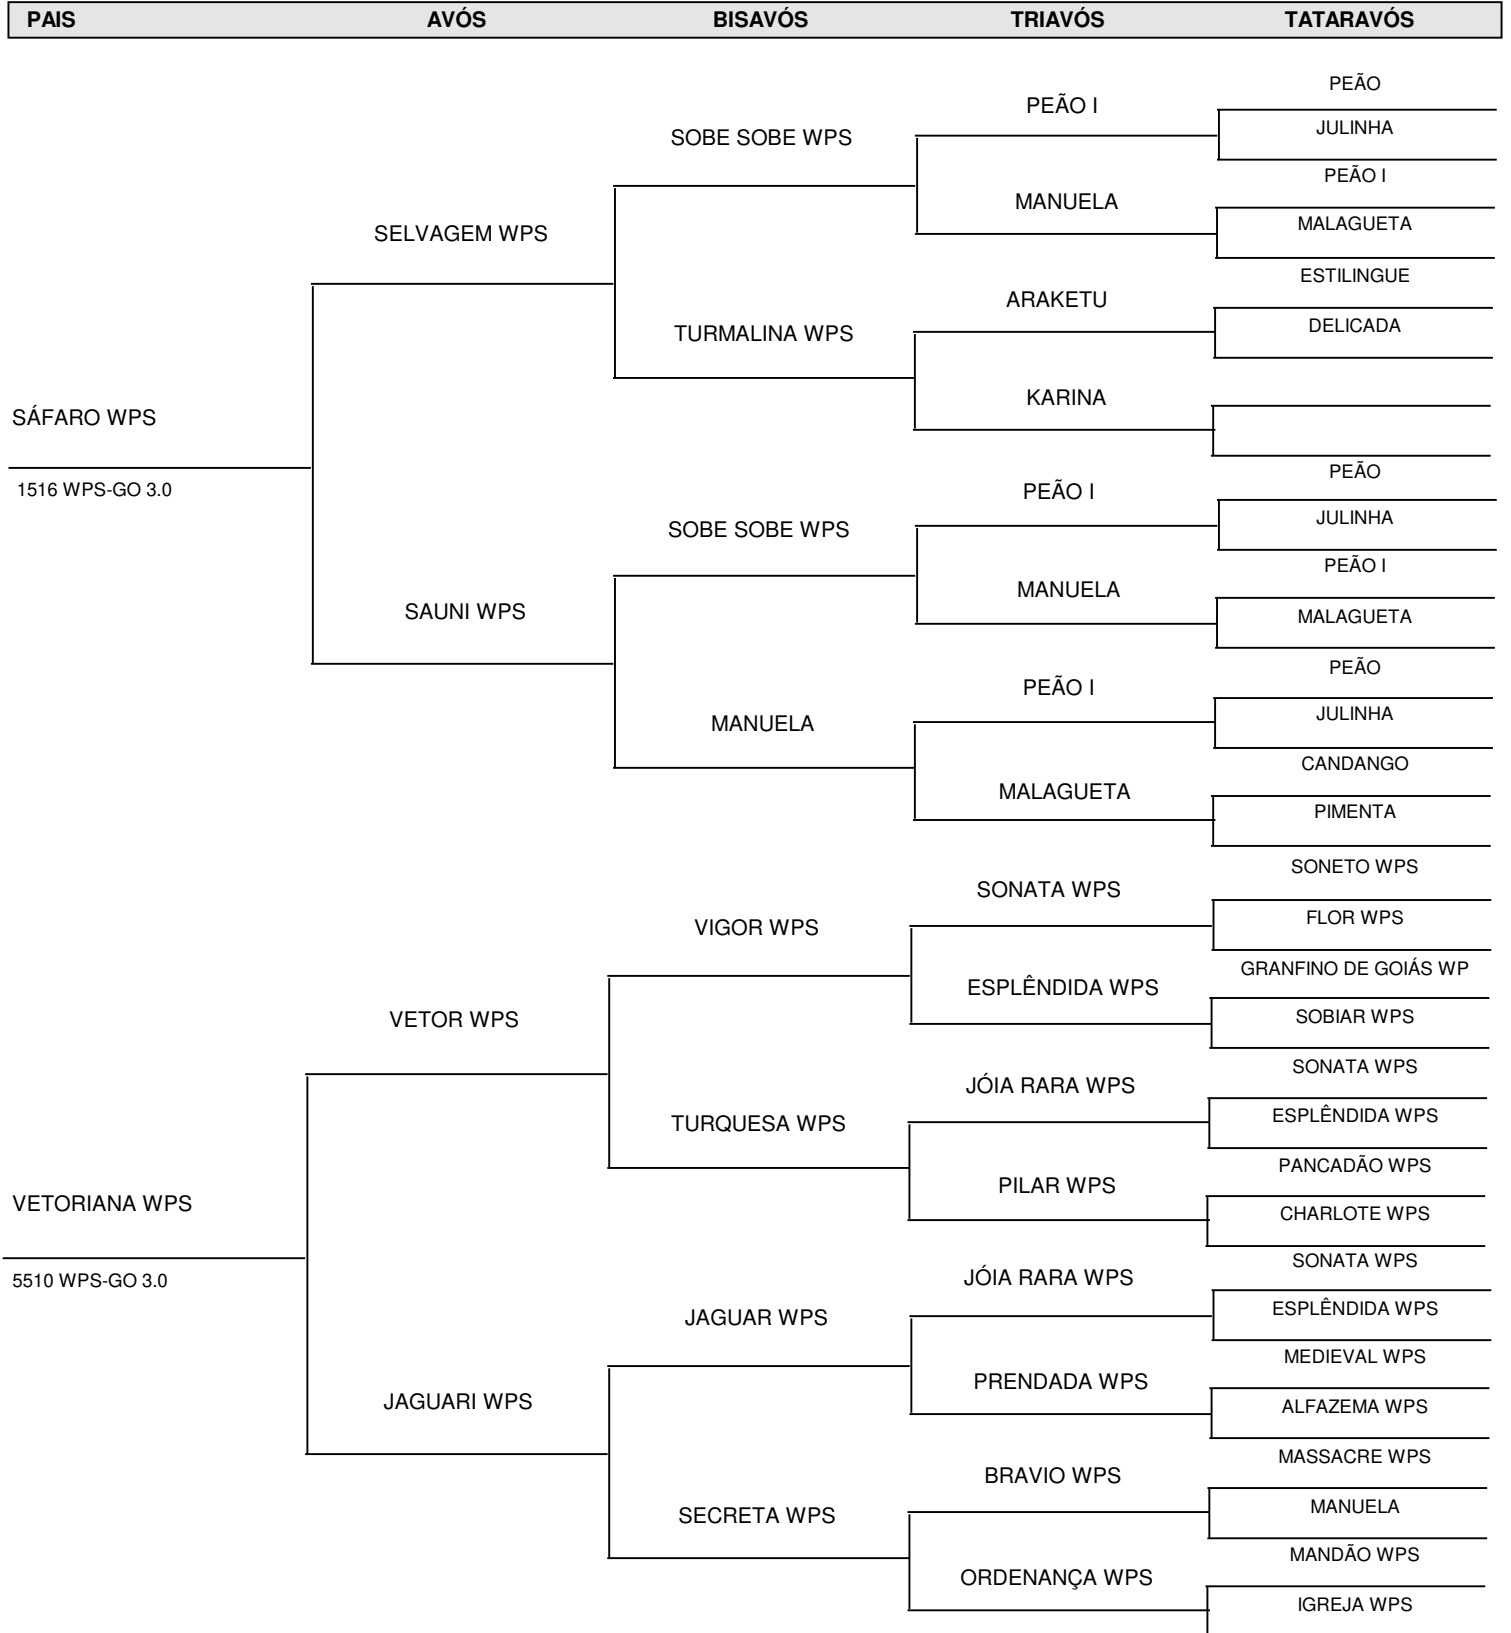 PAIS AVÓS BISAVÓS TRIAVÓS TATARAVÓS
PEÃO
PEÃO I
JULINHA
SOBE SOBE WPS
PEÃO I
MANUELA
MALAGUETA
SELVAGEM WPS
ESTILINGUE
ARAKETU
DELICADA
TURMALINA WPS
KARINA
SÁFARO WPS
PEÃO
1516 WPS-GO 3.0
PEÃO I
JULINHA
SOBE SOBE WPS
PEÃO I
MANUELA
SAUNI WPS
MALAGUETA
PEÃO
PEÃO I
JULINHA
MANUELA
CANDANGO
MALAGUETA
PIMENTA
SONETO WPS
SONATA WPS
FLOR WPS
VIGOR WPS
GRANFINO DE GOIÁS WP
ESPLÊNDIDA WPS
VETOR WPS
SOBIAR WPS
SONATA WPS
JÓIA RARA WPS
ESPLÊNDIDA WPS
TURQUESA WPS
PANCADÃO WPS
PILAR WPS
VETORIANA WPS
CHARLOTE WPS
SONATA WPS
5510 WPS-GO 3.0
JÓIA RARA WPS
ESPLÊNDIDA WPS
JAGUAR WPS
MEDIEVAL WPS
PRENDADA WPS
JAGUARI WPS
ALFAZEMA WPS
MASSACRE WPS
BRAVIO WPS
MANUELA
SECRETA WPS
MANDÃO WPS
ORDENANÇA WPS
IGREJA WPS